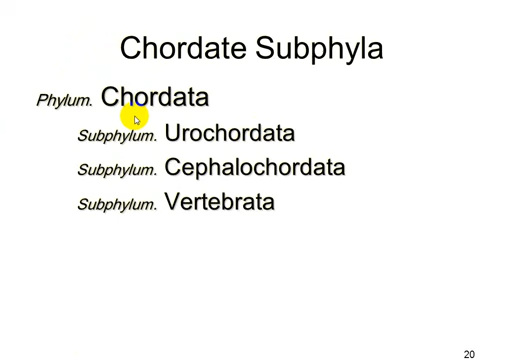 Chordate Subphyla
Phylum. Chordata
Subphylum. Urochordata
Subphylum. Cephalochordata
Subphylum. Vertebrata
20